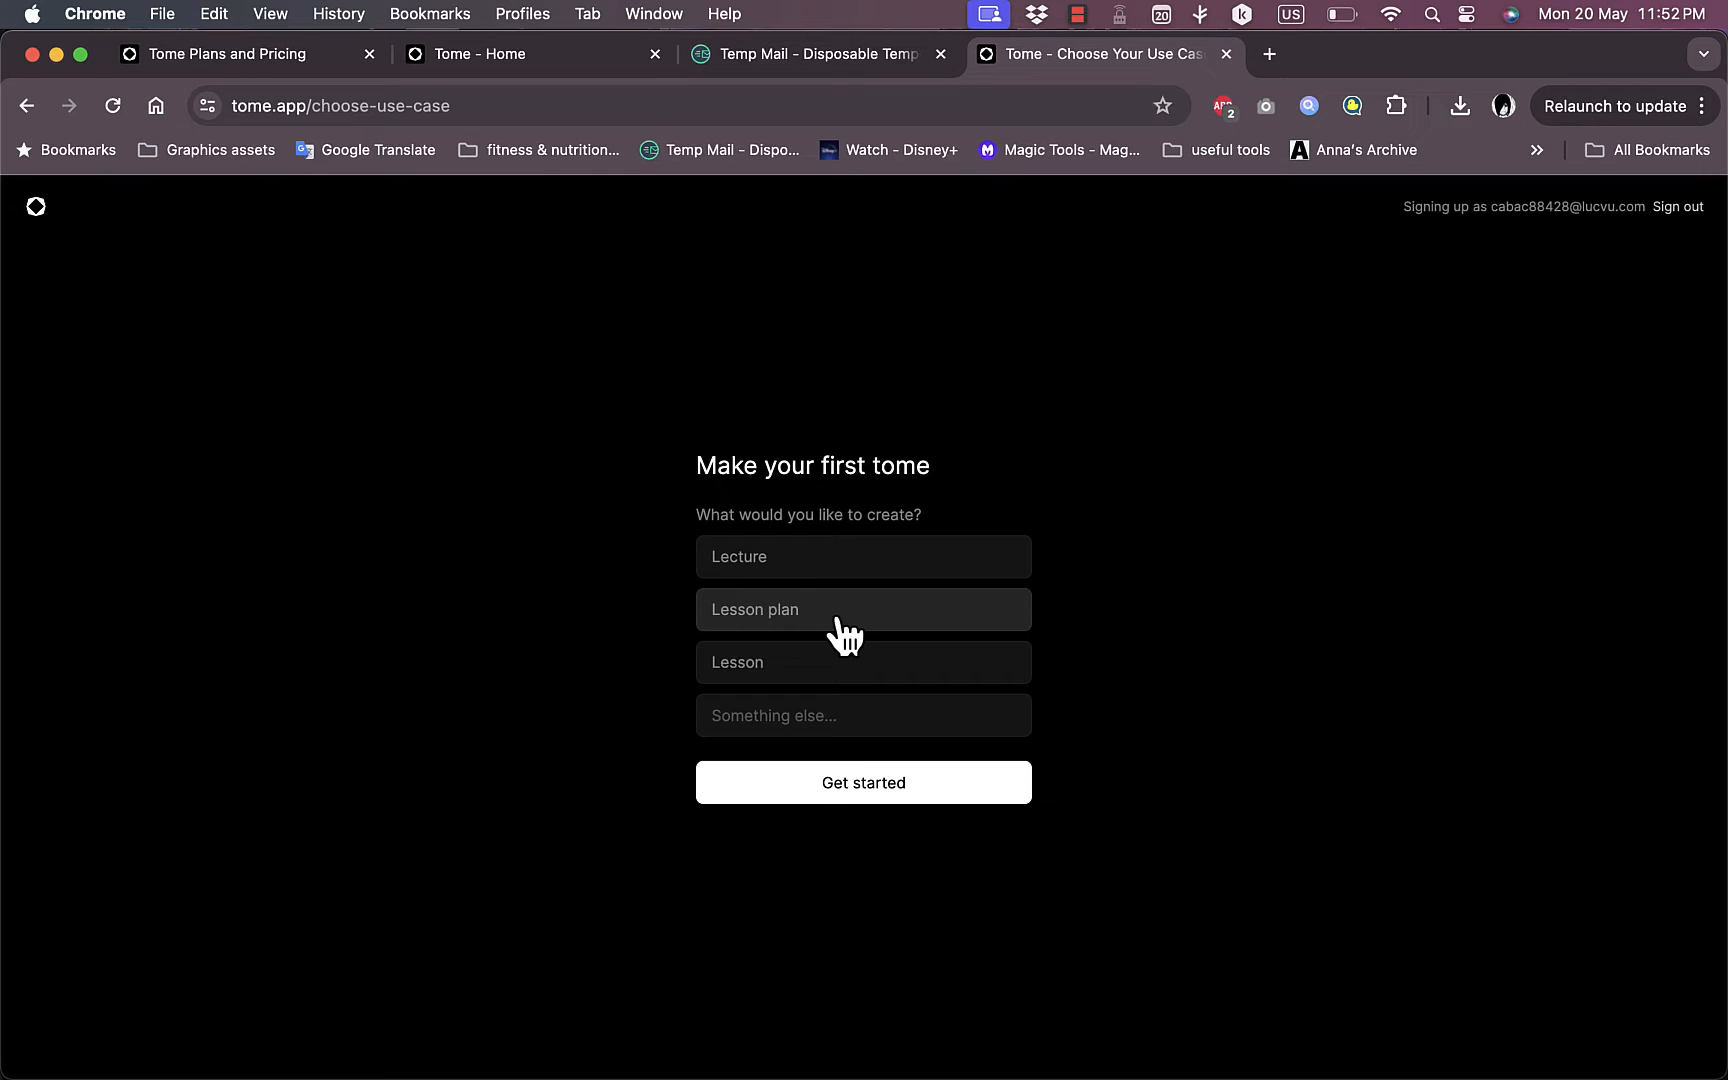 Chrome File Edit View History Bookmarks Profiles Tab Window Help 20 US Mon 20 May 11:52 PM
Tome Plans and Pricing Tome - Home Temp Mail - Disposable Temp Tome - Choose Your Use Cas
tome.app/choose-use-case ABP 2 Relaunch to update
Bookmarks Graphics assets Google Translate fitness & nutrition... Temp Mail - Dispo... Watch - Disney+ Magic Tools - Mag... useful tools Anna's Archive All Bookmarks
Signing up as cabac88428@lucvu.com Sign out
Make your first tome
What would you like to create?
Lecture
Lesson plan
Lesson
Something else...
Get started